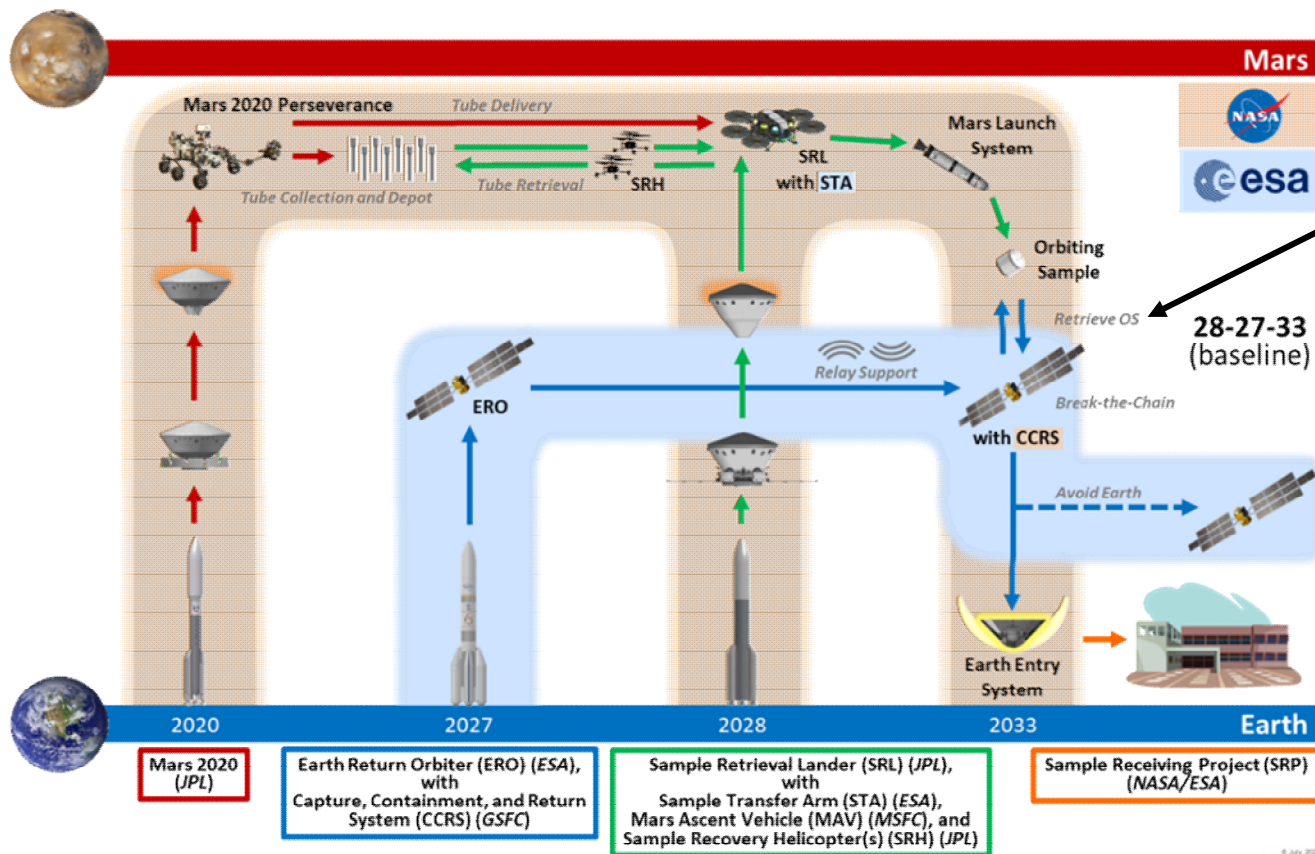 Mars
Mars 2020 Perseverance
Tube Delivery
NASA
Mars Launch
System
esa
SRL
with STA
SRH
Tube Retrieval
Tube Collection and Depot
Orbiting
Sample
Retrieve OS
28-27-33
(baseline)
Relay Support
ERO
Break-the-Chain
with CCRS
Avoid Earth
Earth Entry
System
2020
2027
2028
2033
Earth
Mars 2020
(JPL)
Earth Return Orbiter (ERO) (ESA),
with
Capture, Containment, and Return
System (CCRS) (GSFC)
Sample Retrieval Lander (SRL) (JPL),
with
Sample Transfer Arm (STA) (ESA),
Mars Ascent Vehicle (MAV) (MSFC), and
Sample Recovery Helicopter(s) (SRH) (JPL)
Sample Receiving Project (SRP)
(NASA/ESA)